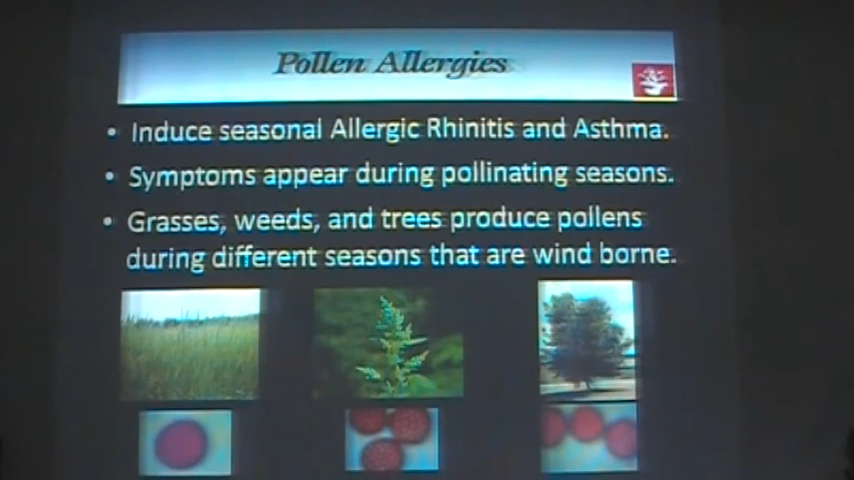 Pollen Allergies
• Induce seasonal Allergic Rhinitis and Asthma.
• Symptoms appear during pollinating seasons.
• Grasses, weeds, and trees produce pollens
during different seasons that are wind borne.